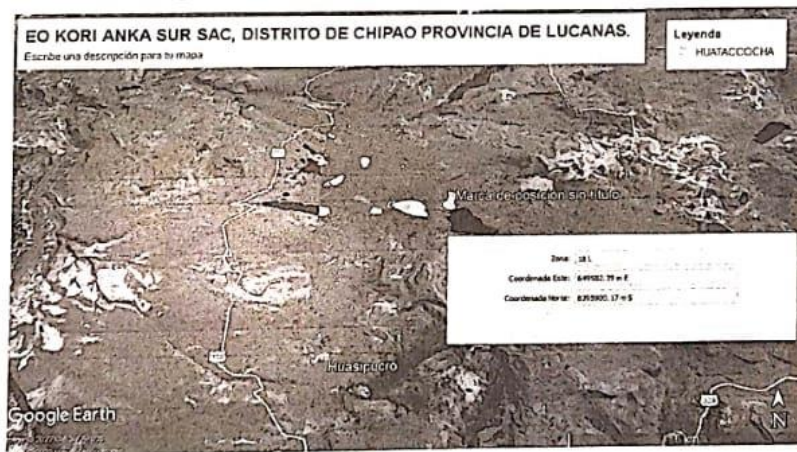 EO KORI ANKA SUR SAC, DISTRITO DE CHIPAO PROVINCIA DE LUCANAS.
Escribe una descripción para tu mapa
Leyenda
HUATACCOCHA
Marca de posición sin título
Zona: 18 L
Coordenada Este: m E
Coordenada Norte: m S
Huasipucro
Google Earth
N